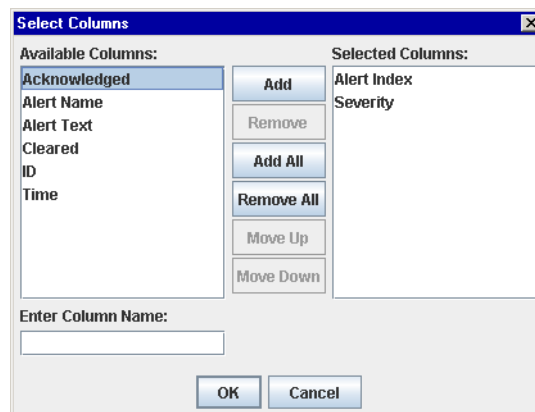 Select Columns
Available Columns:
Acknowledged
Alert Name
Alert Text
Cleared
ID
Time
Add
Remove
Add All
Remove All
Move Up
Move Down
Selected Columns:
Alert Index
Severity
Enter Column Name:
OK
Cancel